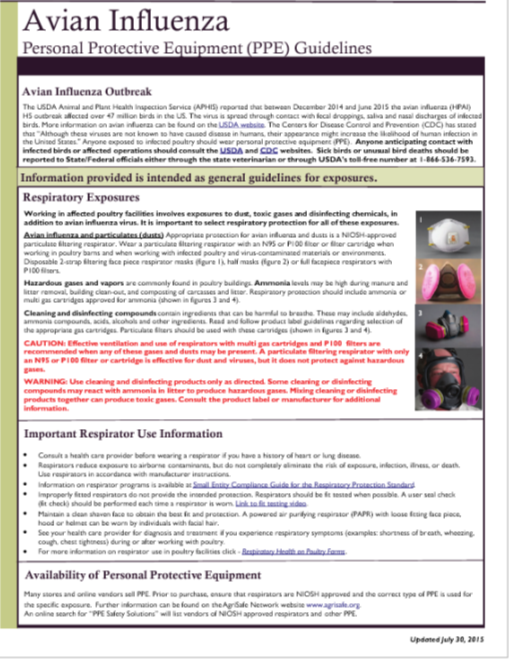 Avian Influenza
Personal Protective Equipment (PPE) Guidelines
Avian Influenza Outbreak
The USDA Animal and Plant Health Inspection Service (APHIS) reported that between December 2014 and June 2015 the avian influenza (HPAI)
H5 outbreak affected over 47 million birds in the US. The virus is spread through contact with fecal droppings, saliva and nasal discharges of infected
birds. More information on avian influenza can be found on the USDA website. The Centers for Disease Control and Prevention (CDC) has stated
that "Although these viruses are not known to have caused disease in humans, their appearance might increase the likelihood of human infection in
the United States." Anyone exposed to infected poultry should wear personal protective equipment (PPE). Anyone anticipating contact with
infected birds or affected operations should consult the USDA and CDC websites. Sick birds or unusual bird deaths should be
reported to State/Federal officials either through the state veterinarian or through USDA's toll-free number at 1-866-536-7593.
Information provided is intended as general guidelines for exposures.
Respiratory Exposures
Working in affected poultry facilities involves exposures to dust, toxic gases and disinfecting chemicals, in
addition to avian influenza virus. It is important to select respiratory protection for all of these exposures.
Avian influenza and particulates (dusts) Appropriate protection for avian influenza and dusts is a NIOSH-approved
particulate filtering respirator. Wear a particulate filtering respirator with an N95 or P100 filter or filter cartridge when
working in poultry barns and when working with infected poultry and virus-contaminated materials or environments.
Disposable 2-strap filtering face piece respirator masks (figure 1), half masks (figure 2) or full facepiece respirators with
P100 filters.
Hazardous gases and vapors are commonly found in poultry buildings. Ammonia levels may be high during manure and
litter removal, building clean-out, and composting of carcasses and litter. Respiratory protection should include ammonia or
multi gas cartridges approved for ammonia (shown in figures 3 and 4).
Cleaning and disinfecting compounds contain ingredients that can be harmful to breathe. These may include aldehydes,
ammonia compounds, acids, alcohols and other ingredients. Read and follow product label guidelines regarding selection of
the appropriate gas cartridges. Particulate filters should be used with these cartridges (shown in figures 3 and 4).
CAUTION: Effective ventilation and use of respirators with multi gas cartridges and P100 filters are
recommended when any of these gases and dusts may be present. A particulate filtering respirator with only
an N95 or P100 filter or cartridge is effective for dust and viruses, but it does not protect against hazardous
gases.
WARNING: Use cleaning and disinfecting products only as directed. Some cleaning or disinfecting
compounds may react with ammonia in litter to produce hazardous gases. Mixing cleaning or disinfecting
products together can produce toxic gases. Consult the product label or manufacturer for additional
information.
1
2
3
4
Important Respirator Use Information
• Consult a health care provider before wearing a respirator if you have a history of heart or lung disease.
• Respirators reduce exposure to airborne contaminants, but do not completely eliminate the risk of exposure, infection, illness, or death.
Use respirators in accordance with manufacturer instructions.
• Information on respirator programs is available at Small Entity Compliance Guide for the Respiratory Protection Standard.
• Improperly fitted respirators do not provide the intended protection. Respirators should be fit tested when possible. A user seal check
(fit check) should be performed each time a respirator is worn. Link to fit testing video.
• Maintain a clean shaven face to obtain the best fit and protection. A powered air purifying respirator (PAPR) with loose fitting face piece,
hood or helmet can be worn by individuals with facial hair.
• See your health care provider for diagnosis and treatment if you experience respiratory symptoms (examples: shortness of breath, wheezing,
cough, chest tightness) during or after working with poultry.
• For more information on respirator use in poultry facilities click - Respiratory Health on Poultry Farms.
Availability of Personal Protective Equipment
Many stores and online vendors sell PPE. Prior to purchase, ensure that respirators are NIOSH approved and the correct type of PPE is used for
the specific exposure. Further information can be found on the AgriSafe Network website www.agrisafe.org.
An online search for "PPE Safety Solutions" will list vendors of NIOSH approved respirators and other PPE.
Updated July 30, 2015